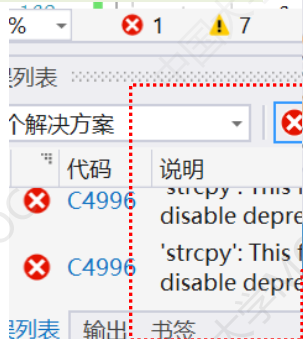 % 1 7
误列表
个解决方案
代码 说明
C4996 'strcpy': This f
disable depre
C4996 'strcpy': This f
disable depre
误列表 输出 书签